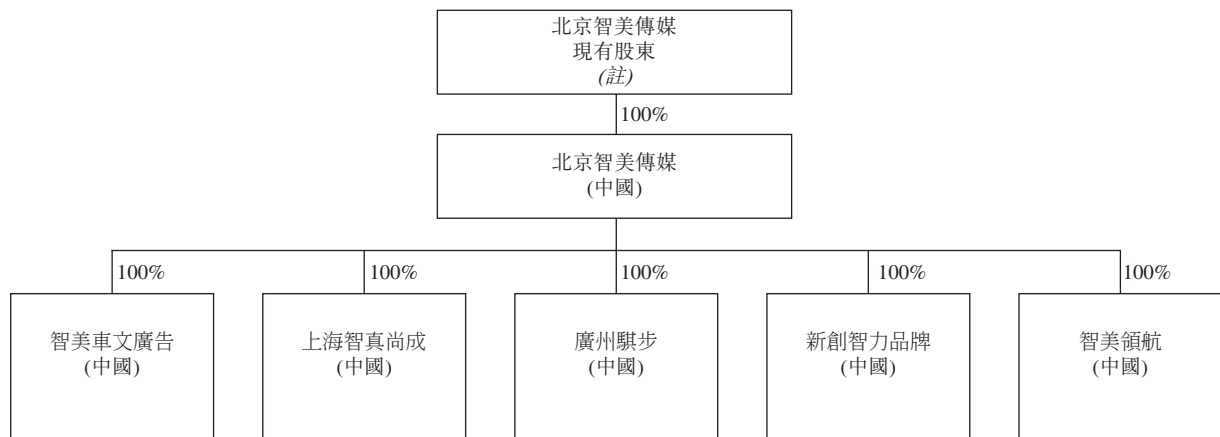 北京智美傳媒
現有股東
(註)
100%
北京智美傳媒
(中國)
100%
100%
100%
100%
100%
智美車文廣告
(中國)
上海智真尚成
(中國)
廣州騏步
(中國)
新創智力品牌
(中國)
智美領航
(中國)